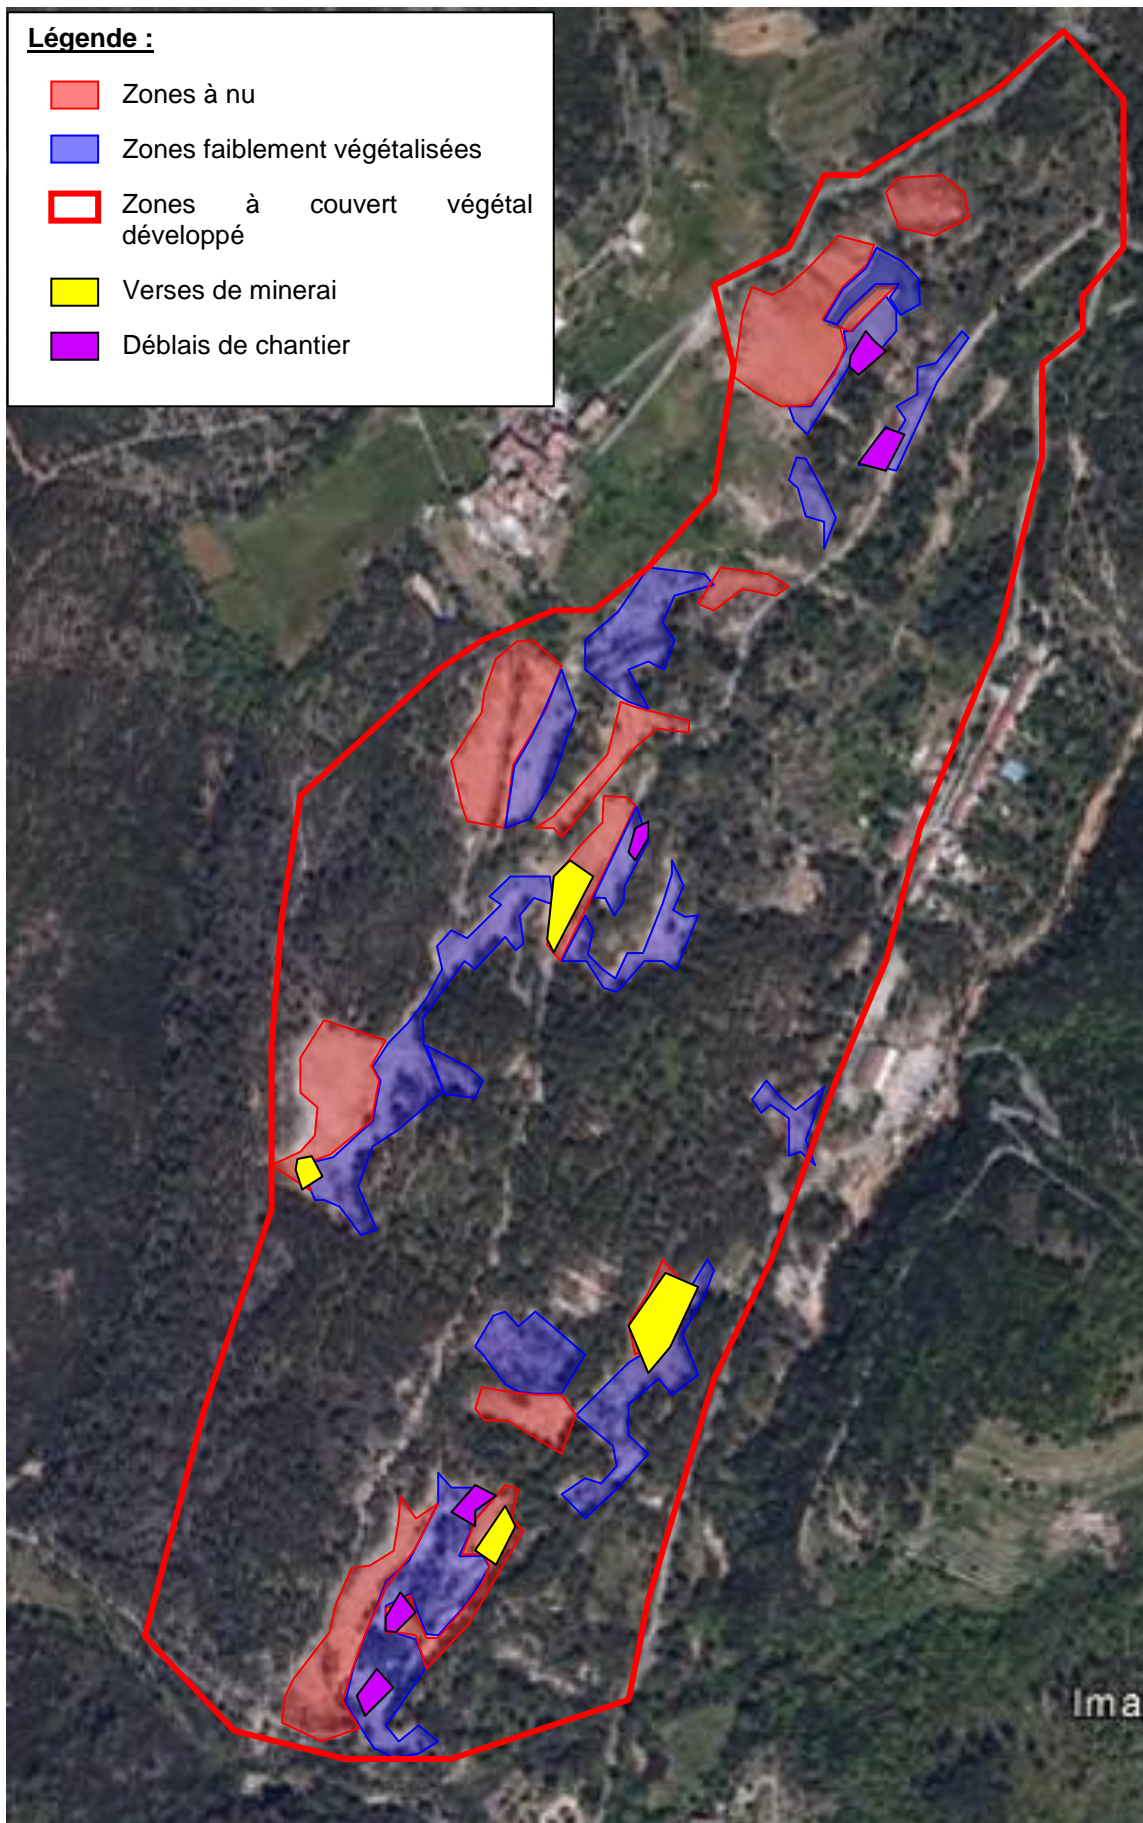 Légende :
Zones à nu
Zones faiblement végétalisées
Zones à couvert végétal
développé
Verses de minerai
Déblais de chantier
Ima